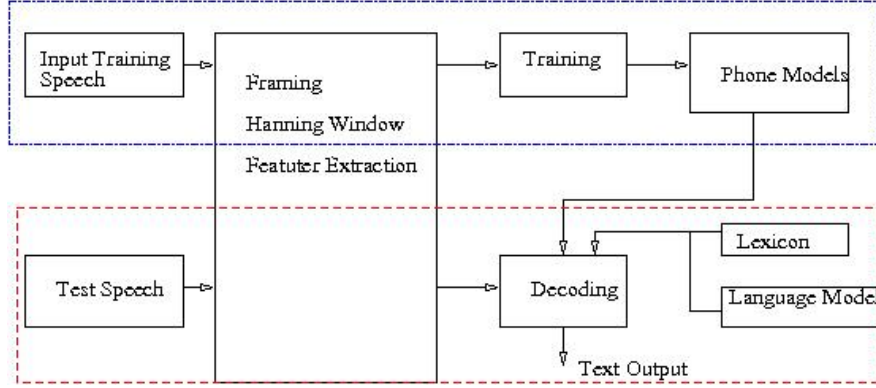 Input Training
Speech
Framing
Hanning Window
Featuter Extraction
Training
Phone Models
Test Speech
Decoding
Lexicon
Language Model
Text Output